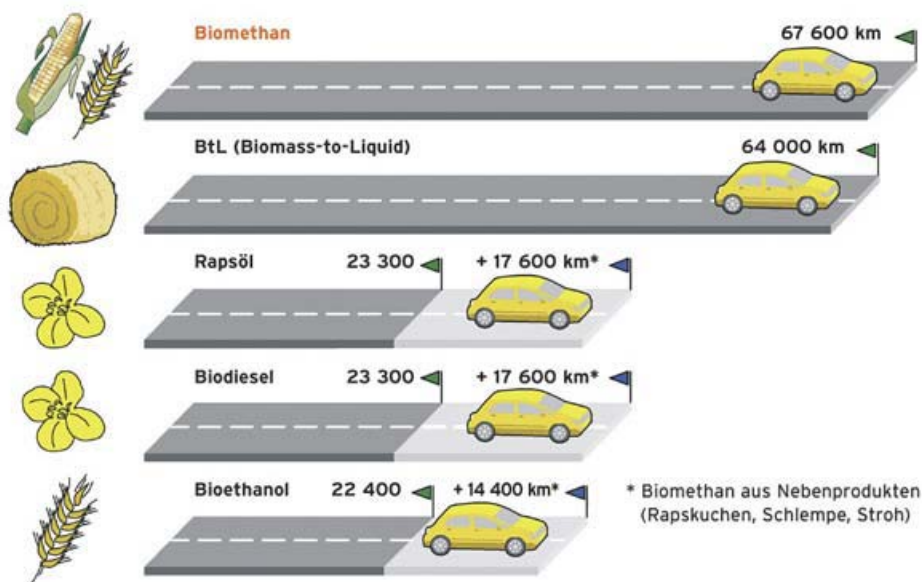 Biomethan 67 600 km
BtL (Biomass-to-Liquid) 64 000 km
Rapsöl 23 300 + 17 600 km*
Biodiesel 23 300 + 17 600 km*
Bioethanol 22 400 + 14 400 km*
* Biomethan aus Nebenprodukten
(Rapskuchen, Schlempe, Stroh)